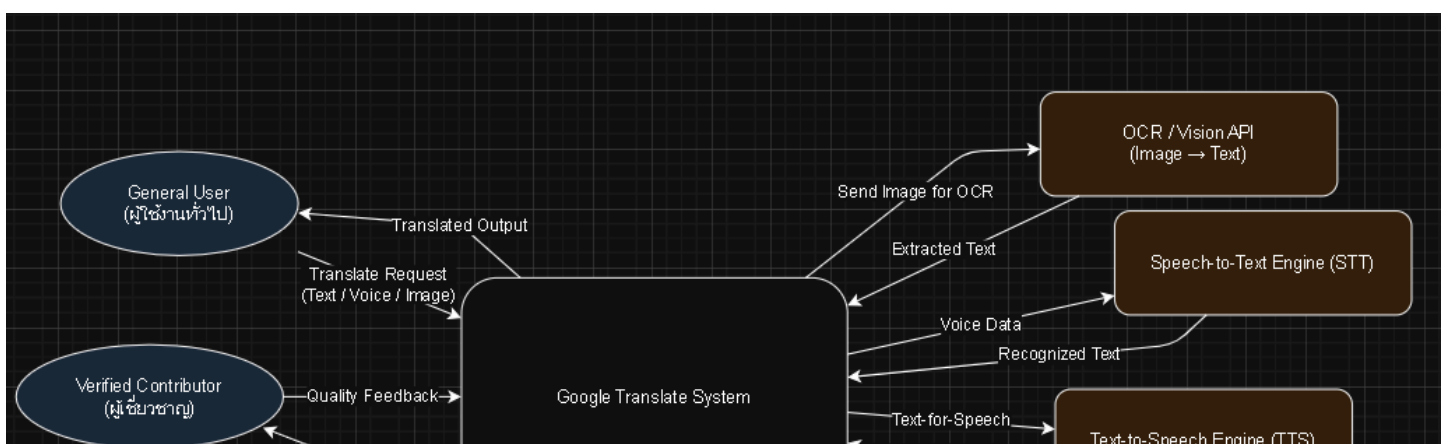 OCR / Vision API
(Image → Text)
General User
(ผู้ใช้งานทั่วไป)
Send Image for OCR
Translated Output
Extracted Text
Speech-to-Text Engine (STT)
Translate Request
(Text / Voice / Image)
Voice Data
Recognized Text
Verified Contributor
(ผู้เชี่ยวชาญ)
Quality Feedback
Google Translate System
Text-for-Speech
Text-to-Speech Engine (TTS)